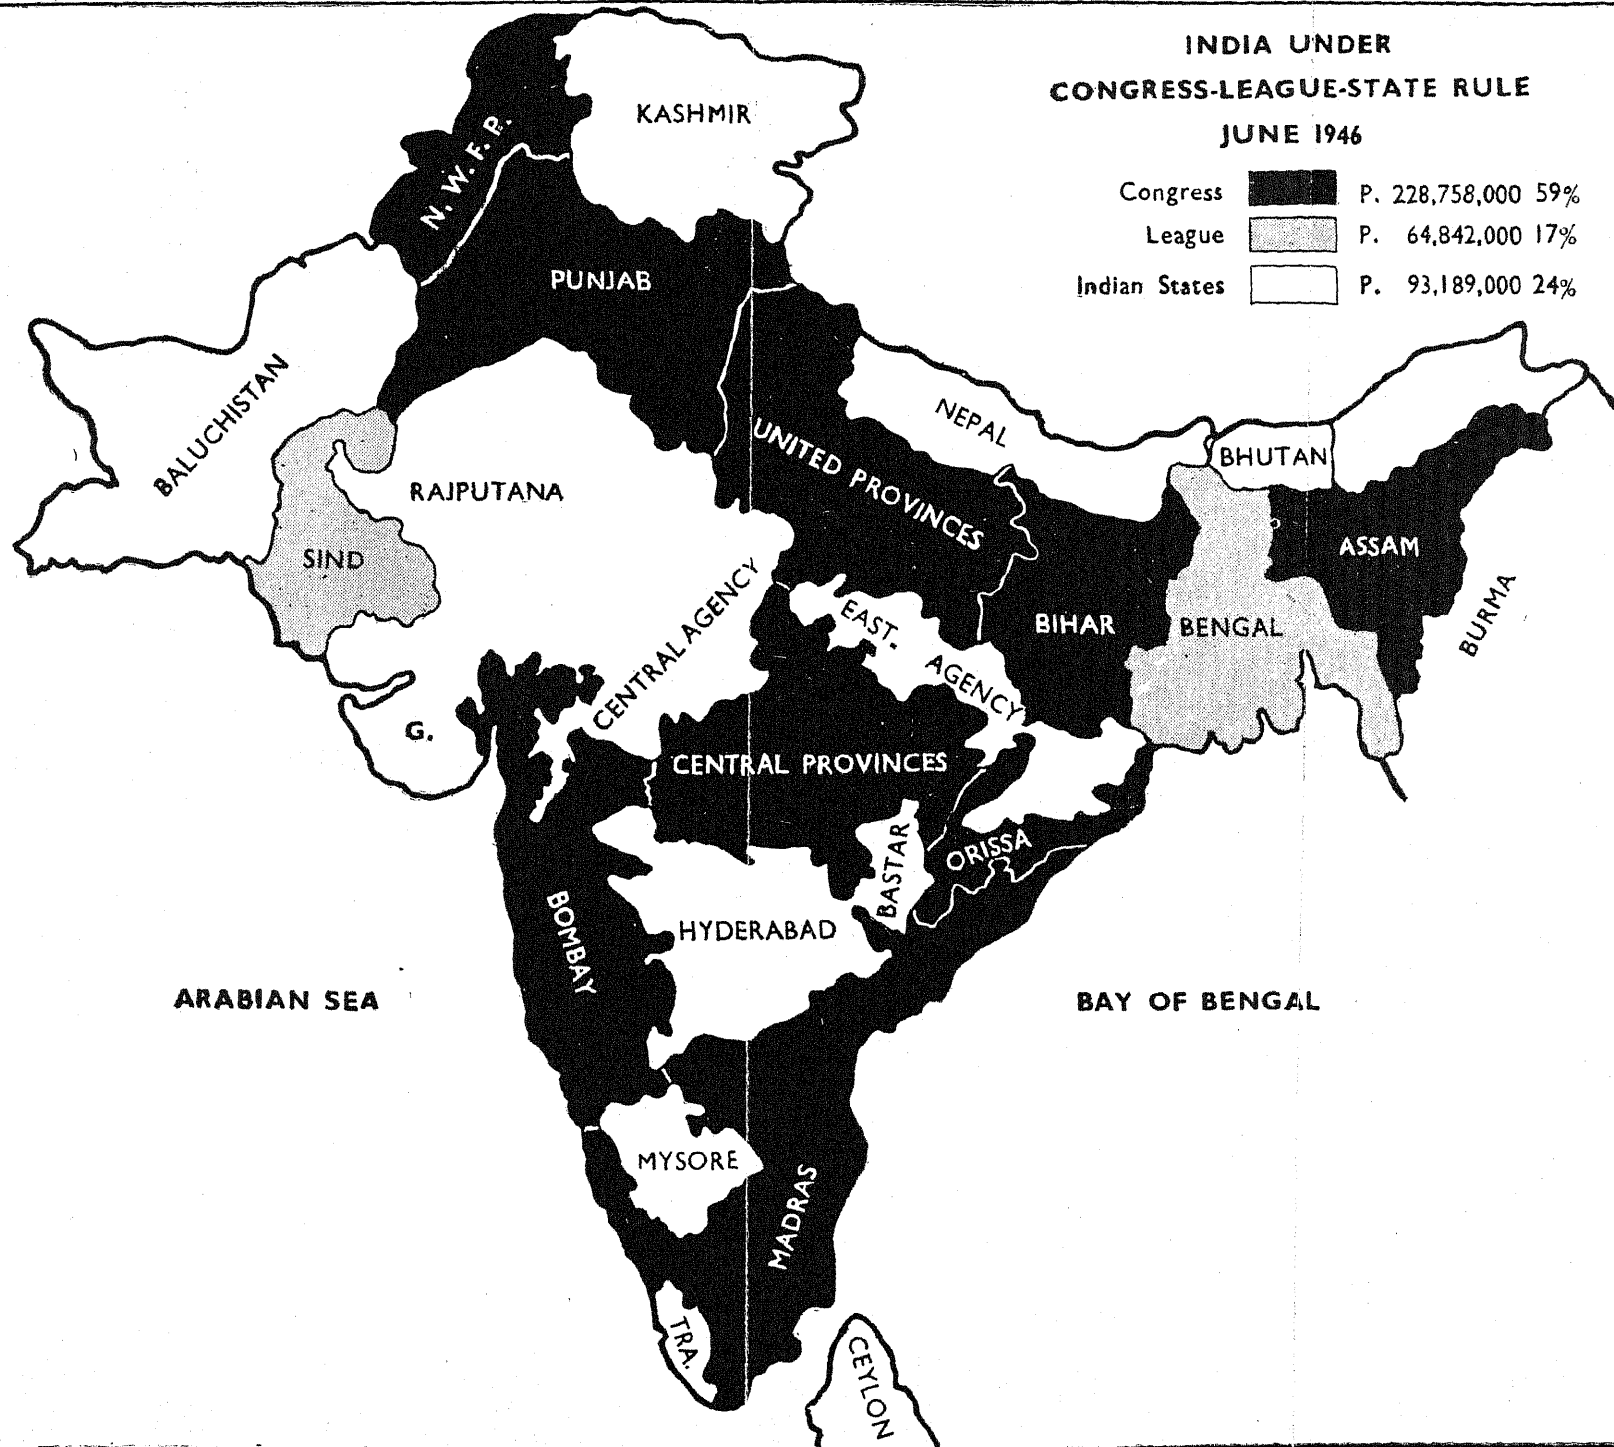 INDIA UNDER
CONGRESS-LEAGUE-STATE RULE
JUNE 1946
Congress P. 228,758,000 59%
League P. 64,842,000 17%
Indian States P. 93,189,000 24%
KASHMIR
N. W. F. P.
PUNJAB
BALUCHISTAN
NEPAL
BHUTAN
UNITED PROVINCES
RAJPUTANA
SIND
ASSAM
CENTRAL AGENCY
EAST. AGENCY
BIHAR
BENGAL
BURMA
G.
CENTRAL PROVINCES
ORISSA
BASTAR
BOMBAY
HYDERABAD
ARABIAN SEA
BAY OF BENGAL
MYSORE
MADRAS
TRA.
CEYLON